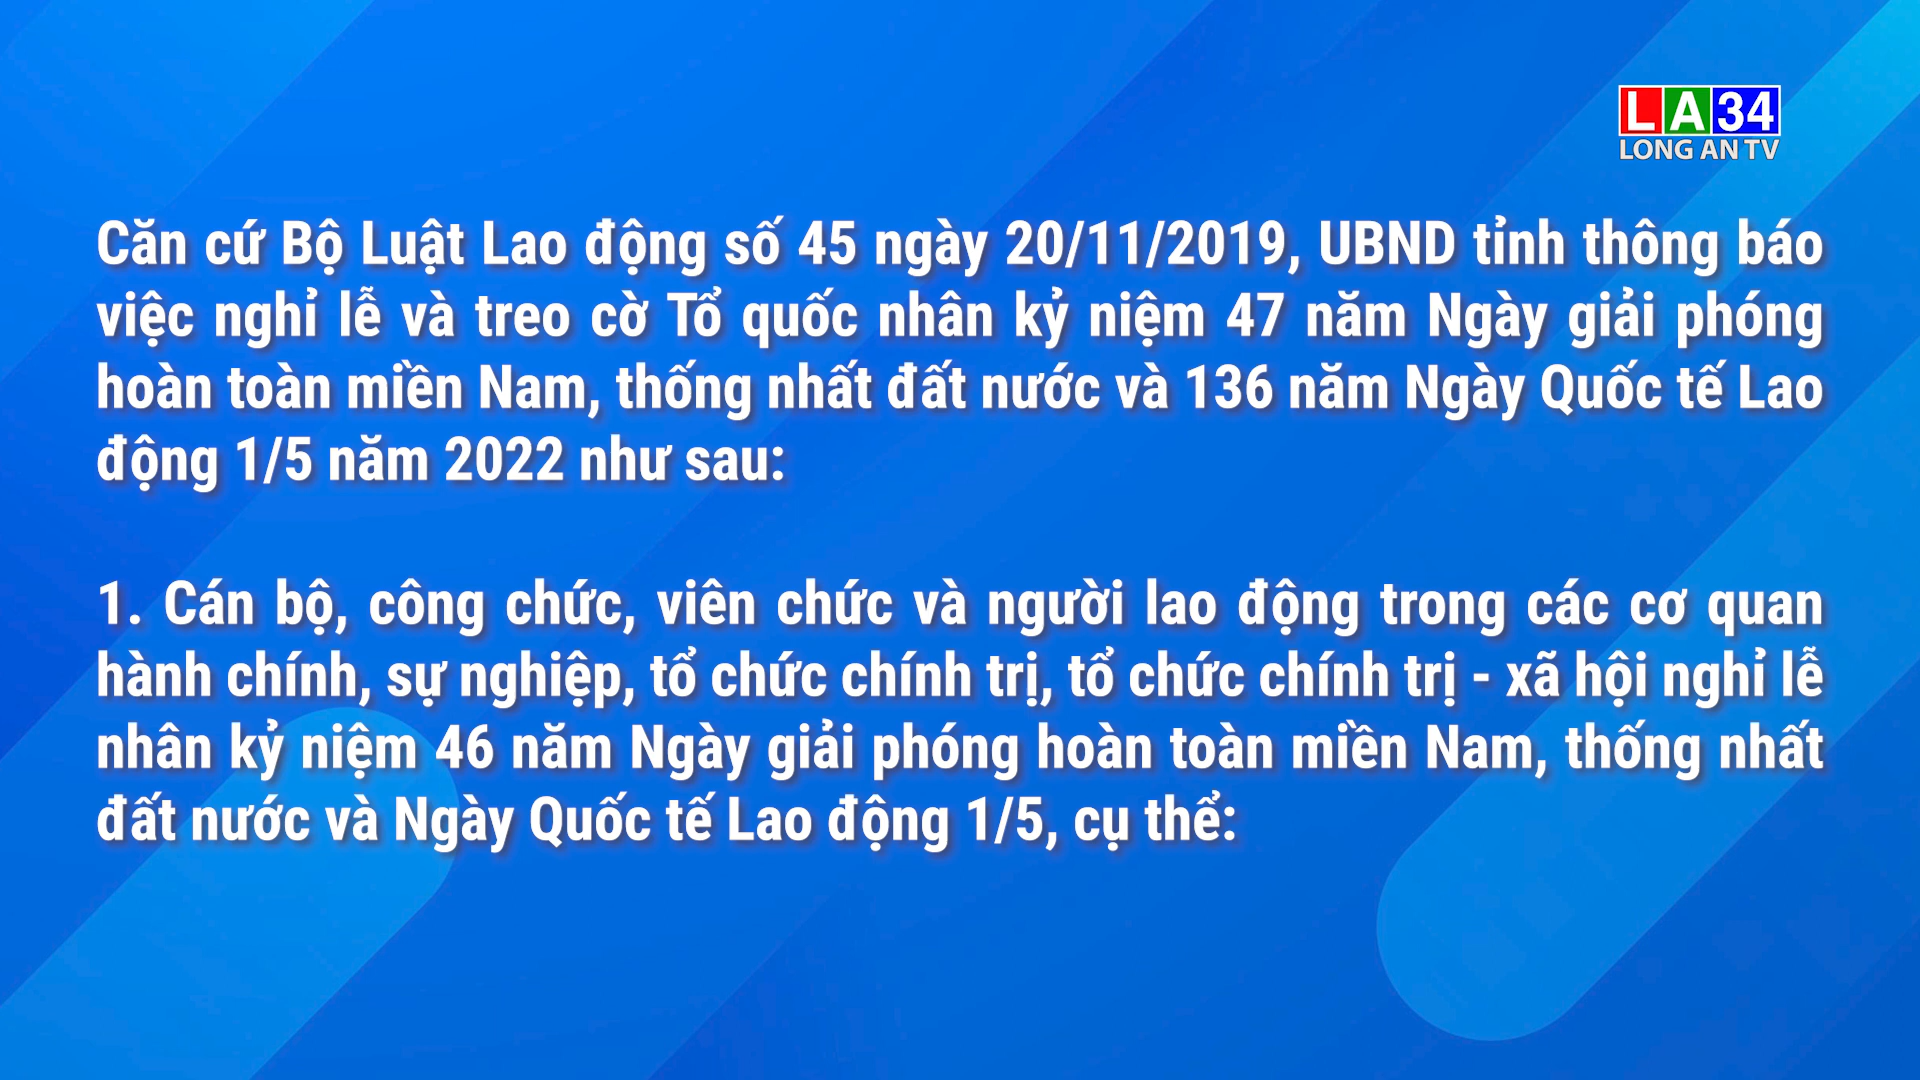 LA34
LONG AN TV
Căn cứ Bộ Luật Lao động số 45 ngày 20/11/2019, UBND tỉnh thông báo
việc nghỉ lễ và treo cờ Tổ quốc nhân kỷ niệm 47 năm Ngày giải phóng
hoàn toàn miền Nam, thống nhất đất nước và 136 năm Ngày Quốc tế Lao
động 1/5 năm 2022 như sau:
1. Cán bộ, công chức, viên chức và người lao động trong các cơ quan
hành chính, sự nghiệp, tổ chức chính trị, tổ chức chính trị - xã hội nghỉ lễ
nhân kỷ niệm 46 năm Ngày giải phóng hoàn toàn miền Nam, thống nhất
đất nước và Ngày Quốc tế Lao động 1/5, cụ thể: